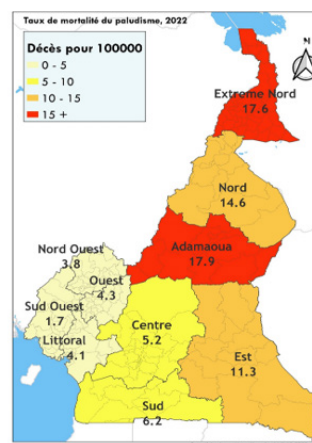 Taux de mortalité du paludisme, 2022
Décès pour 100000
0 - 5
5 - 10
10 - 15
15 +
N
Extreme Nord
17.6
Nord
14.6
Adamaoua
17.9
Nord Ouest
3.8
Ouest
4.3
Sud Ouest
1.7
Littoral
4.1
Centre
5.2
Est
11.3
Sud
6.2